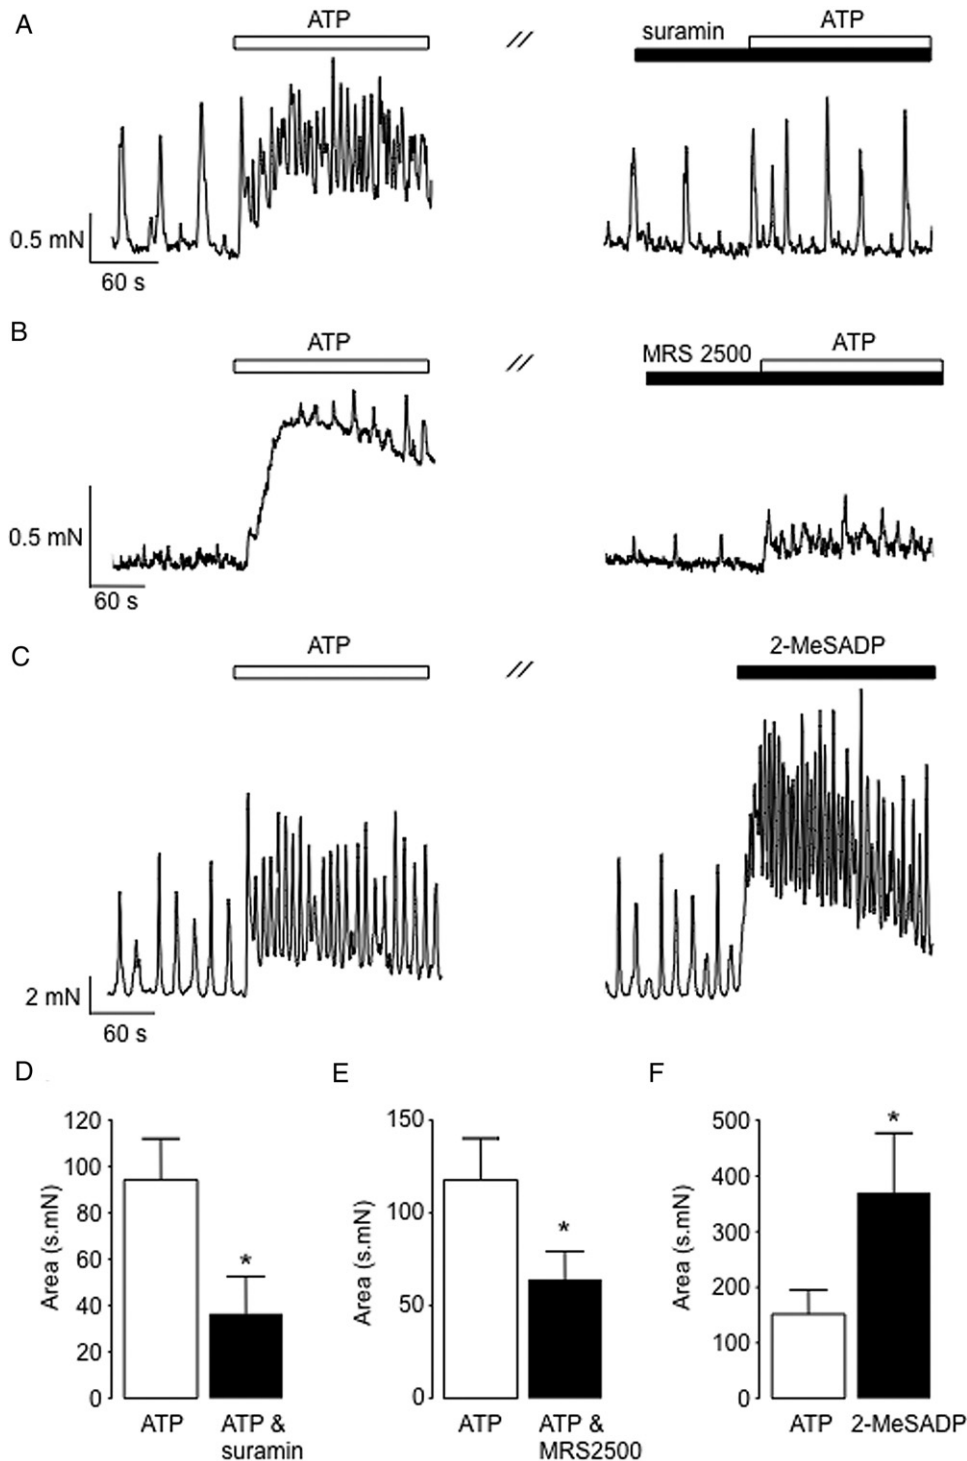 A
ATP
//
suramin
ATP
0.5 mN
60 s
B
ATP
//
MRS 2500
ATP
0.5 mN
60 s
C
ATP
//
2-MeSADP
2 mN
60 s
D
120
100
80
60
40
20
0
Area (s.mN)
*
ATP
ATP &
suramin
E
150
100
50
0
Area (s.mN)
*
ATP
ATP &
MRS2500
F
500
400
300
200
100
0
Area (s.mN)
*
ATP
2-MeSADP